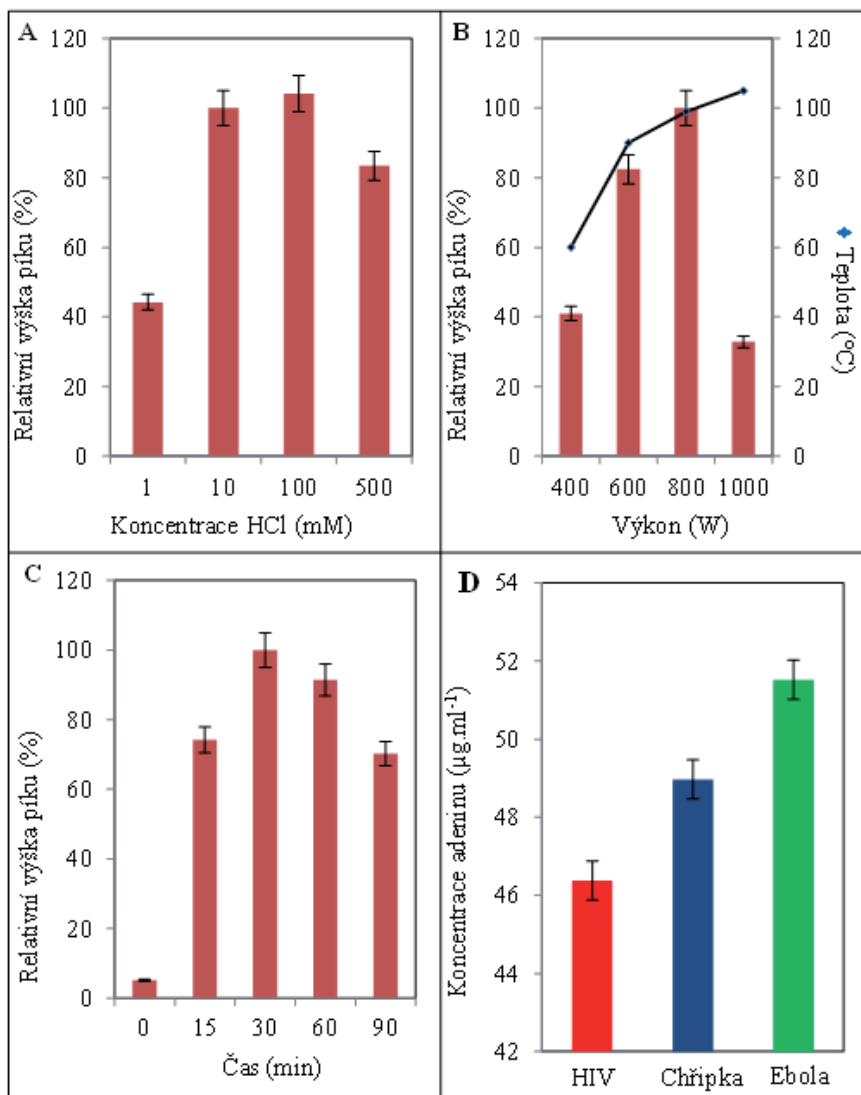 A
Relativní výška píku (%)
120
100
80
60
40
20
0
1 10 100 500
Koncentrace HCl (mM)
B
Relativní výška píku (%)
120
100
80
60
40
20
0
120
100
80
60
40
20
0
Teplota (°C)
400 600 800 1000
Výkon (W)
C
Relativní výška píku (%)
120
100
80
60
40
20
0
0 15 30 60 90
Čas (min)
D
Koncentrace adeninu (µg.ml⁻¹)
54
52
50
48
46
44
42
HIV Chřipka Ebola